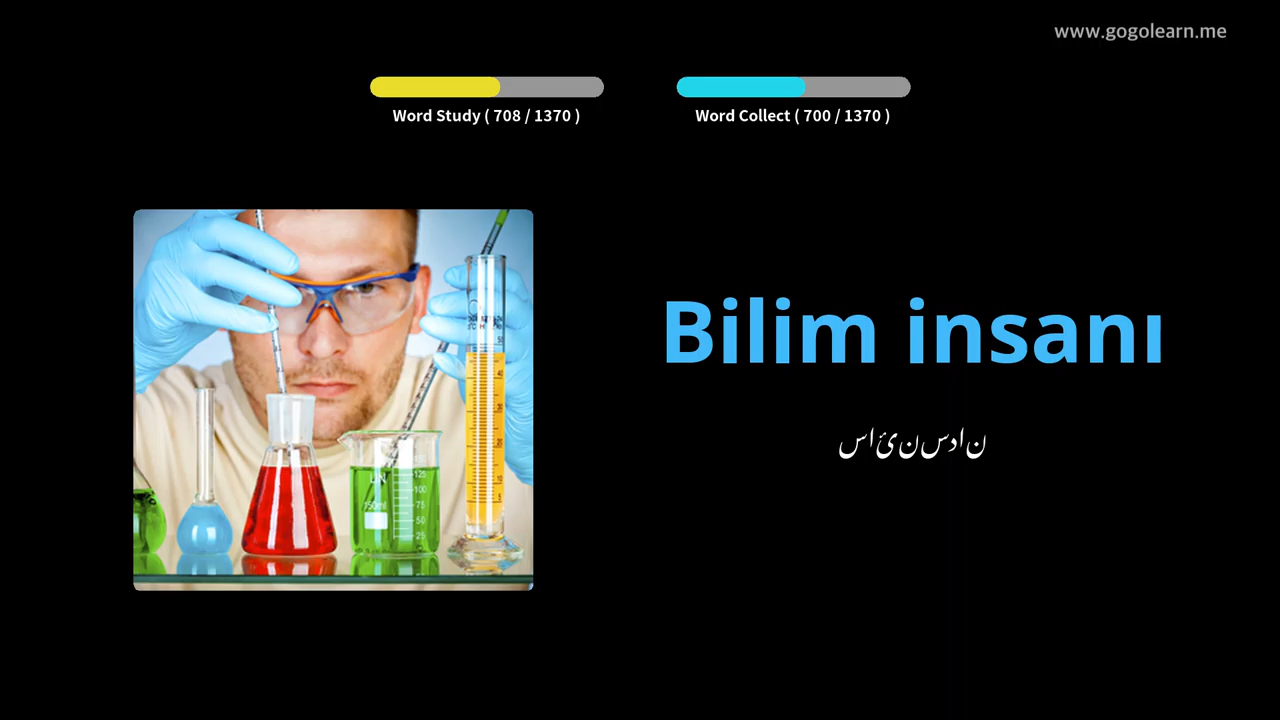 www.gogolearn.me
Word Study ( 708 / 1370 )
Word Collect ( 700 / 1370 )
Bilim insanı
سائنسدان